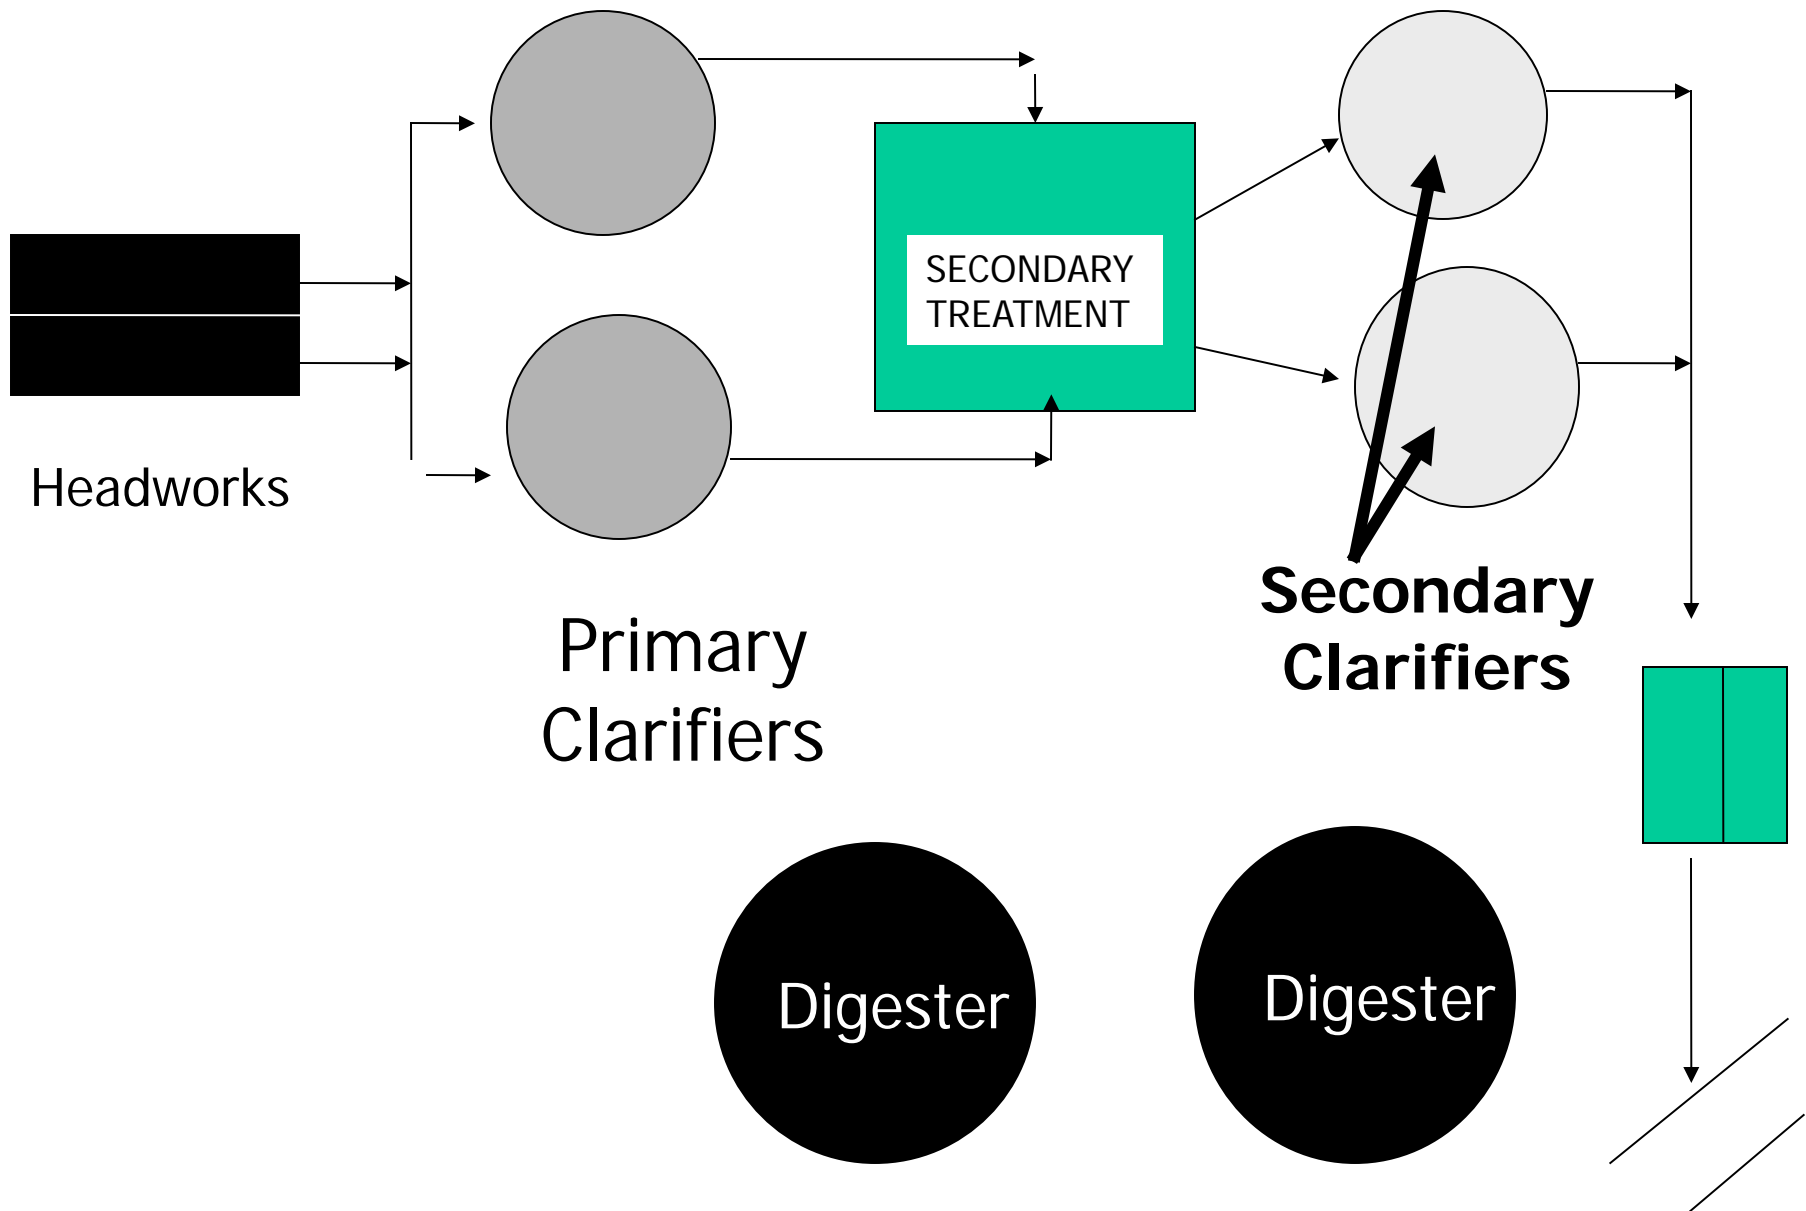 SECONDARY
TREATMENT
Headworks
Secondary
Clarifiers
Primary
Clarifiers
Digester
Digester